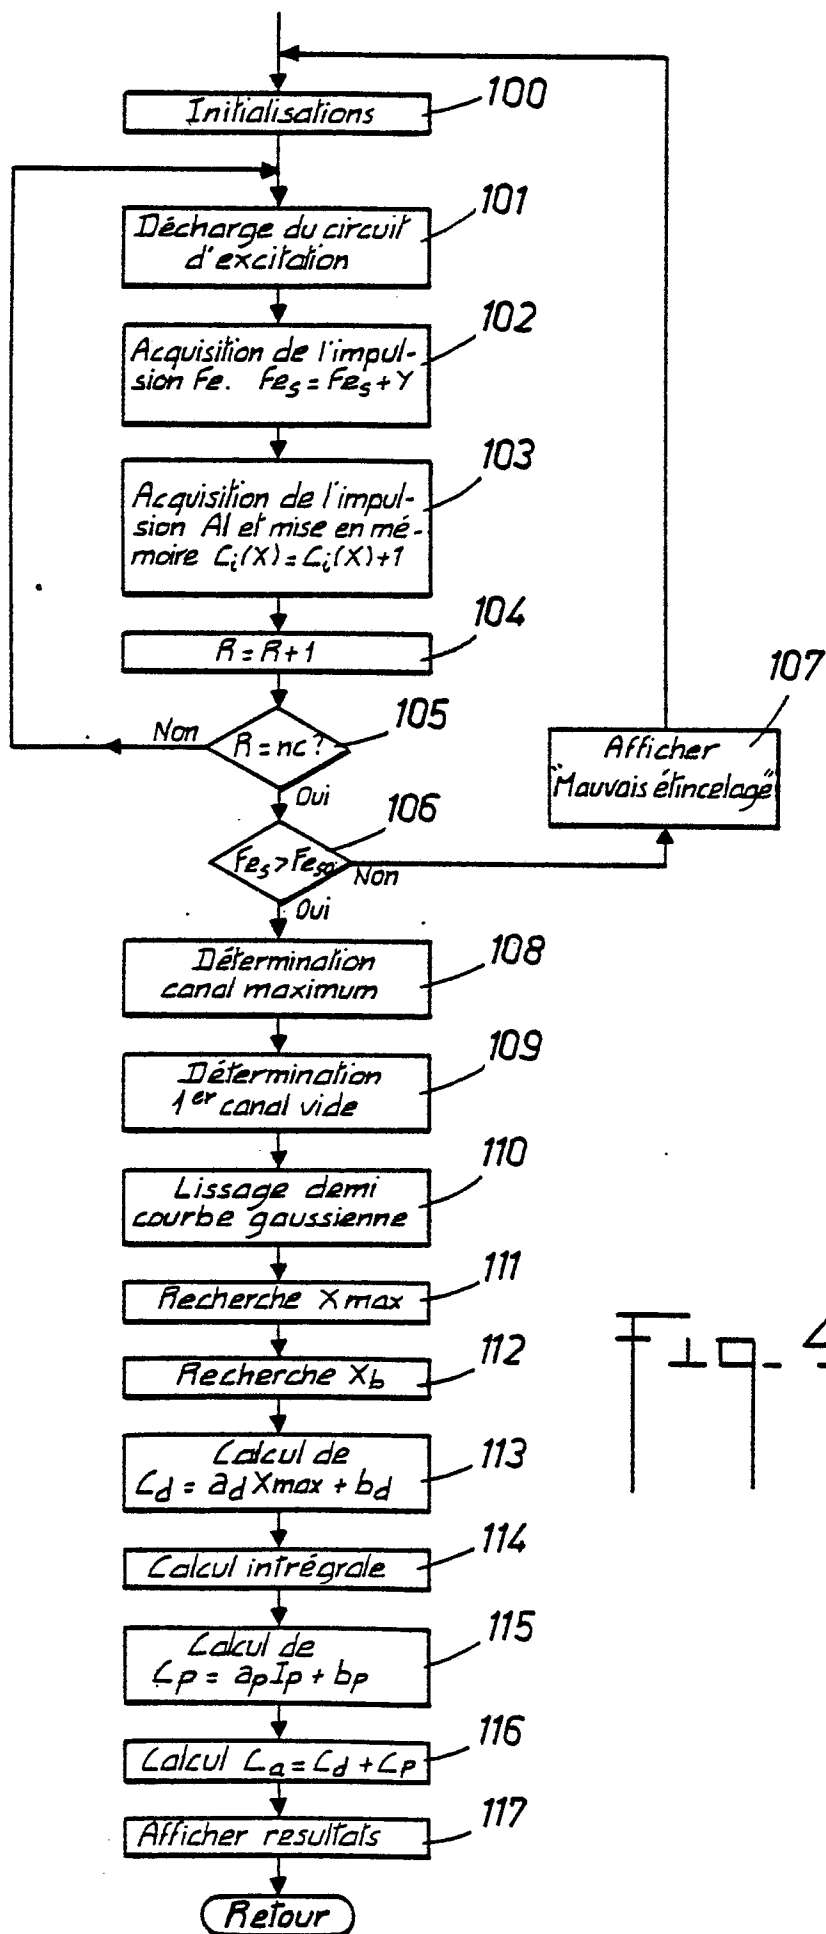 Initialisations
100
Décharge du circuit
d'excitation
101
Acquisition de l'impul-
sion Fe. Fes = Fes + Y
102
Acquisition de l'impul-
sion Al et mise en mé-
moire Ci(X) = Ci(X)+1
103
R = R+1
104
R = nc ?
105
Non
Oui
Fes > Feso
106
Non
Oui
Afficher
"Mauvais étincelage"
107
Détermination
canal maximum
108
Détermination
1er canal vide
109
Lissage demi
courbe gaussienne
110
Recherche X max
111
Recherche Xb
112
Calcul de
Cd = ad Xmax + bd
113
Calcul intrégrale
114
Calcul de
Cp = ap Ip + bp
115
Calcul Ca = Cd + Cp
116
Afficher resultats
117
Retour
Fig. 4